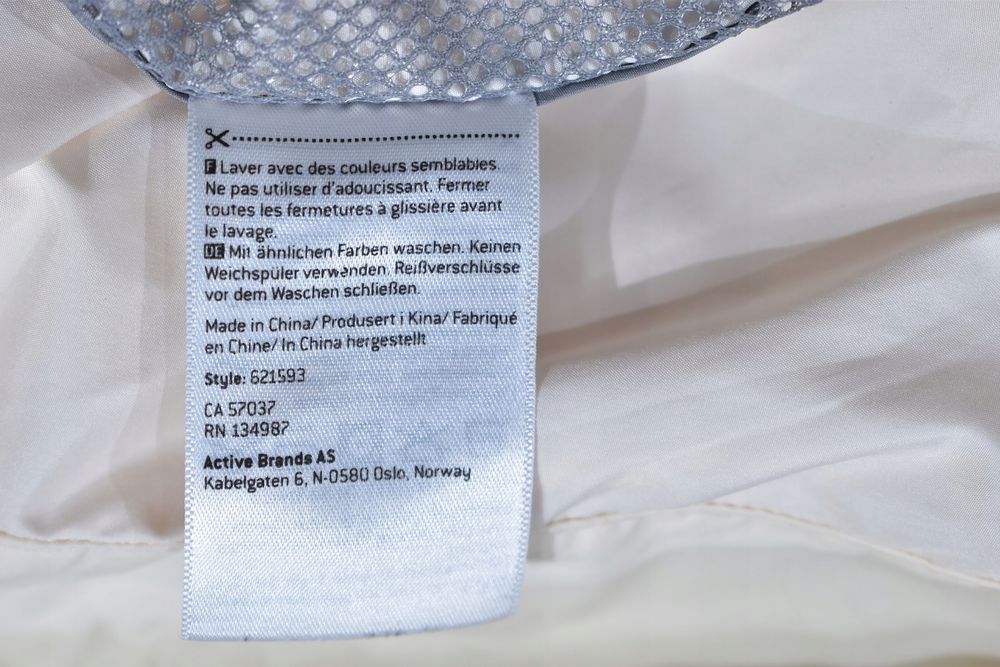 F Laver avec des couleurs semblables.
Ne pas utiliser d'adoucissant. Fermer
toutes les fermetures à glissière avant
le lavage.
DE Mit ähnlichen Farben waschen. Keinen
Weichspüler verwenden. Reißverschlüsse
vor dem Waschen schließen.
Made in China/ Produsert i Kina/ Fabriqué
en Chine/ In China hergestellt
Style: 621593
CA 57037
RN 134987
Active Brands AS
Kabelgaten 6, N-0580 Oslo, Norway